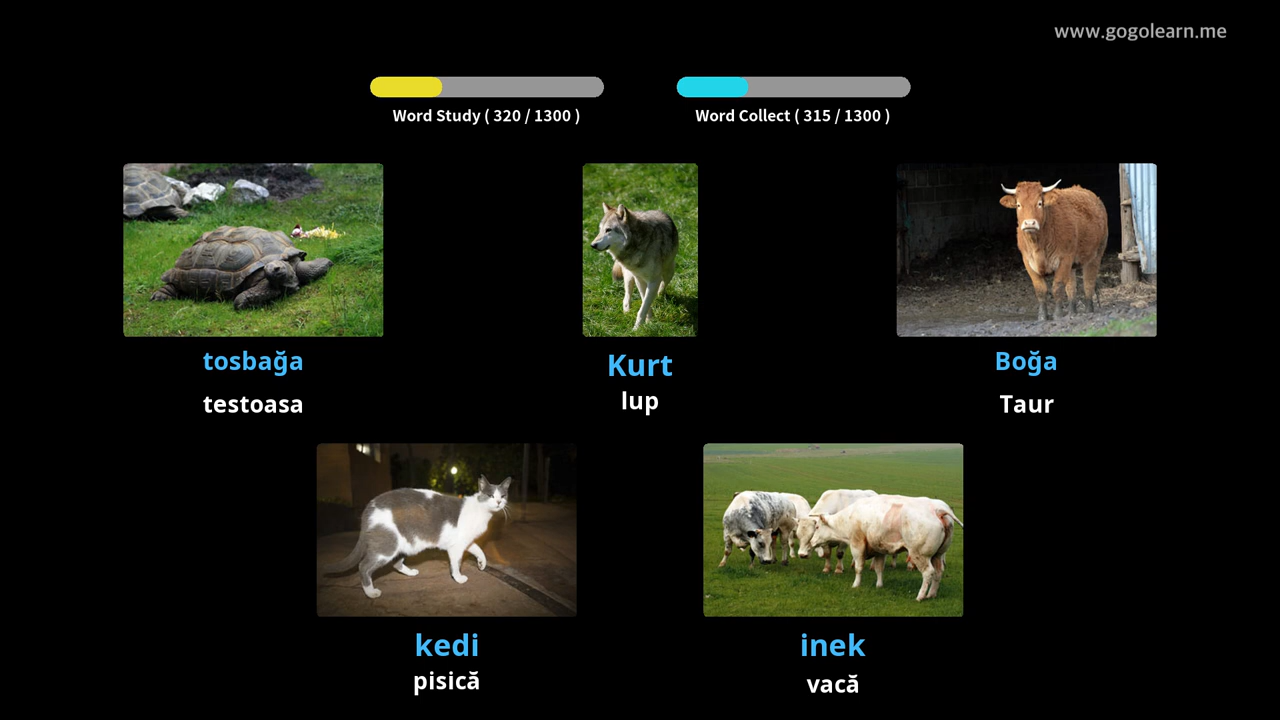 www.gogolearn.me
Word Study ( 320 / 1300 )
Word Collect ( 315 / 1300 )
tosbağa
testoasa
Kurt
lup
Boğa
Taur
kedi
pisică
inek
vacă